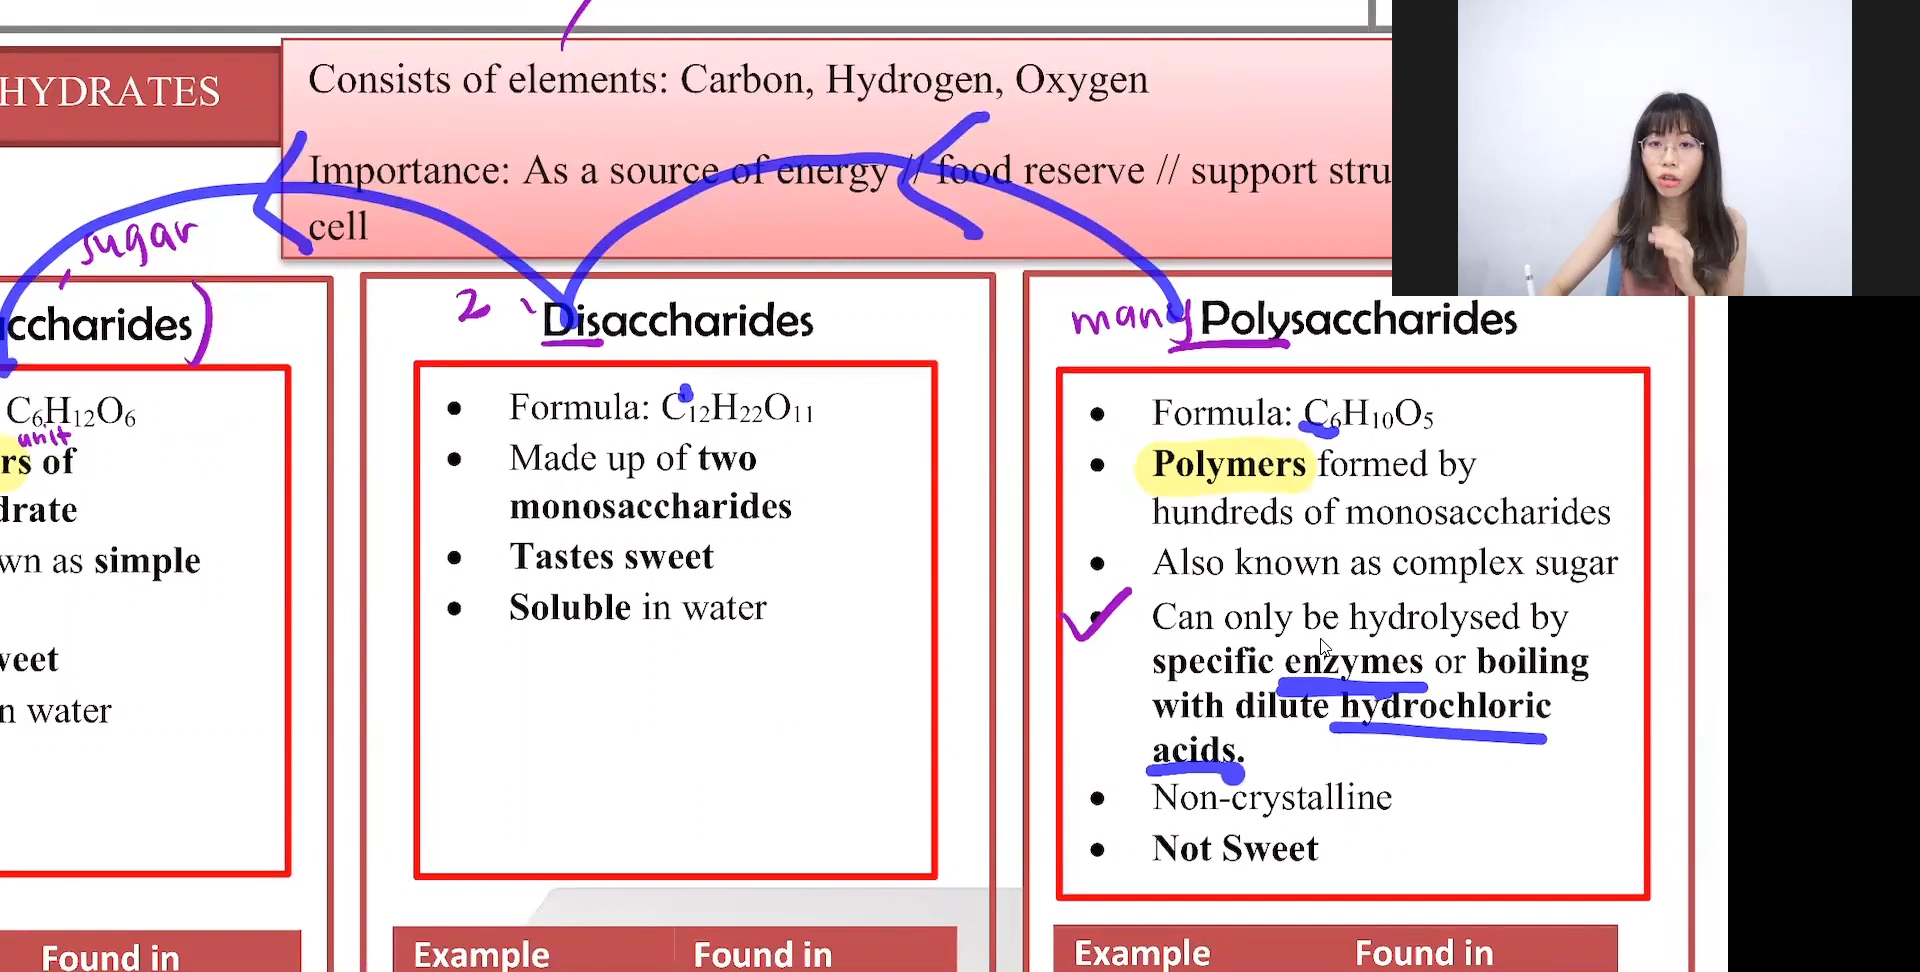 HYDRATES
Consists of elements: Carbon, Hydrogen, Oxygen
Importance: As a source of energy // food reserve // support stru
cell
sugar
ccharides
C₆H₁₂O₆
unit
rs of
drate
wn as simple
weet
n water
Found in
2
Disaccharides
• Formula: C₁₂H₂₂O₁₁
• Made up of two
monosaccharides
• Tastes sweet
• Soluble in water
Example Found in
many Polysaccharides
• Formula: C₆H₁₀O₅
• Polymers formed by
hundreds of monosaccharides
• Also known as complex sugar
• Can only be hydrolysed by
specific enzymes or boiling
with dilute hydrochloric
acids.
• Non-crystalline
• Not Sweet
Example Found in